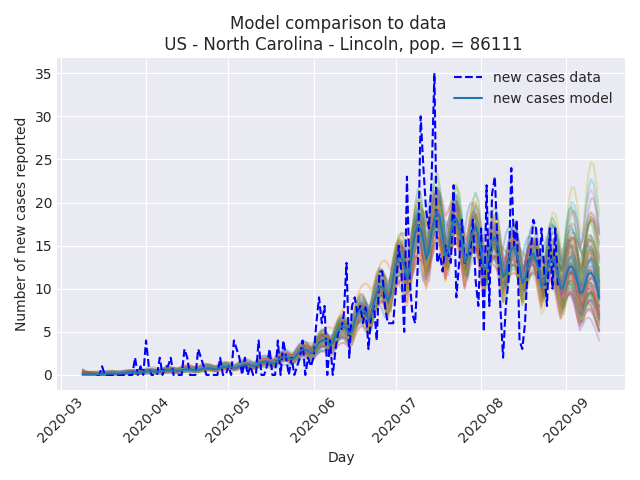 Model comparison to data
US - North Carolina - Lincoln, pop. = 86111
new cases data
new cases model
Number of new cases reported
35
30
25
20
15
10
5
0
2020-03
2020-04
2020-05
2020-06
2020-07
2020-08
2020-09
Day